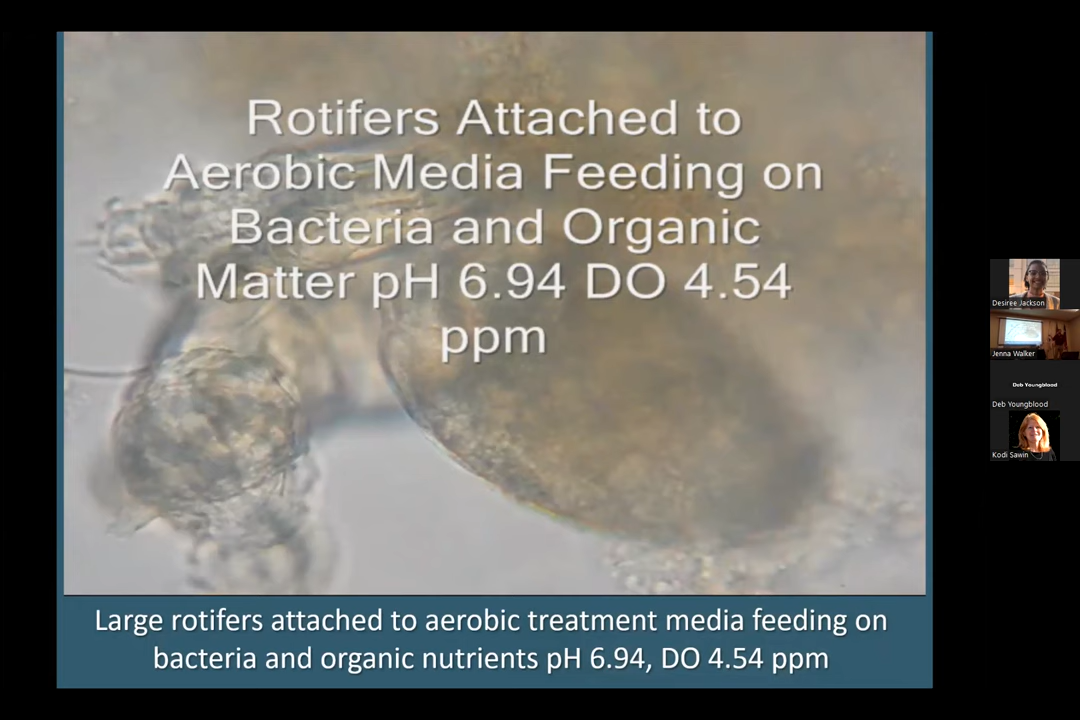 Rotifers Attached to
Aerobic Media Feeding on
Bacteria and Organic
Matter pH 6.94 DO 4.54
ppm
Large rotifers attached to aerobic treatment media feeding on
bacteria and organic nutrients pH 6.94, DO 4.54 ppm
Desiree Jackson
Jenna Walker
Deb Youngblood
Deb Youngblood
Kodi Sawin